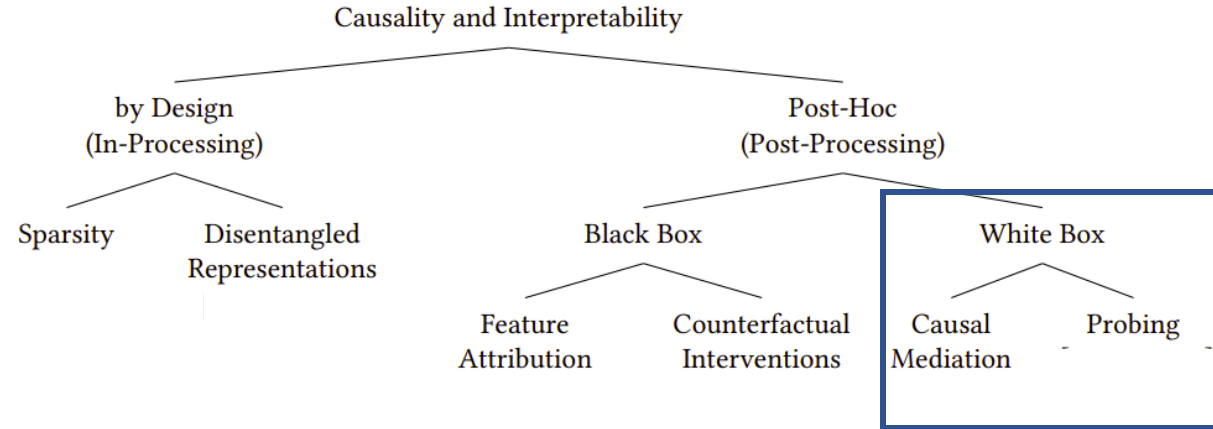 Causality and Interpretability
by Design
(In-Processing)
Post-Hoc
(Post-Processing)
Sparsity
Disentangled
Representations
Black Box
White Box
Feature
Attribution
Counterfactual
Interventions
Causal
Mediation
Probing